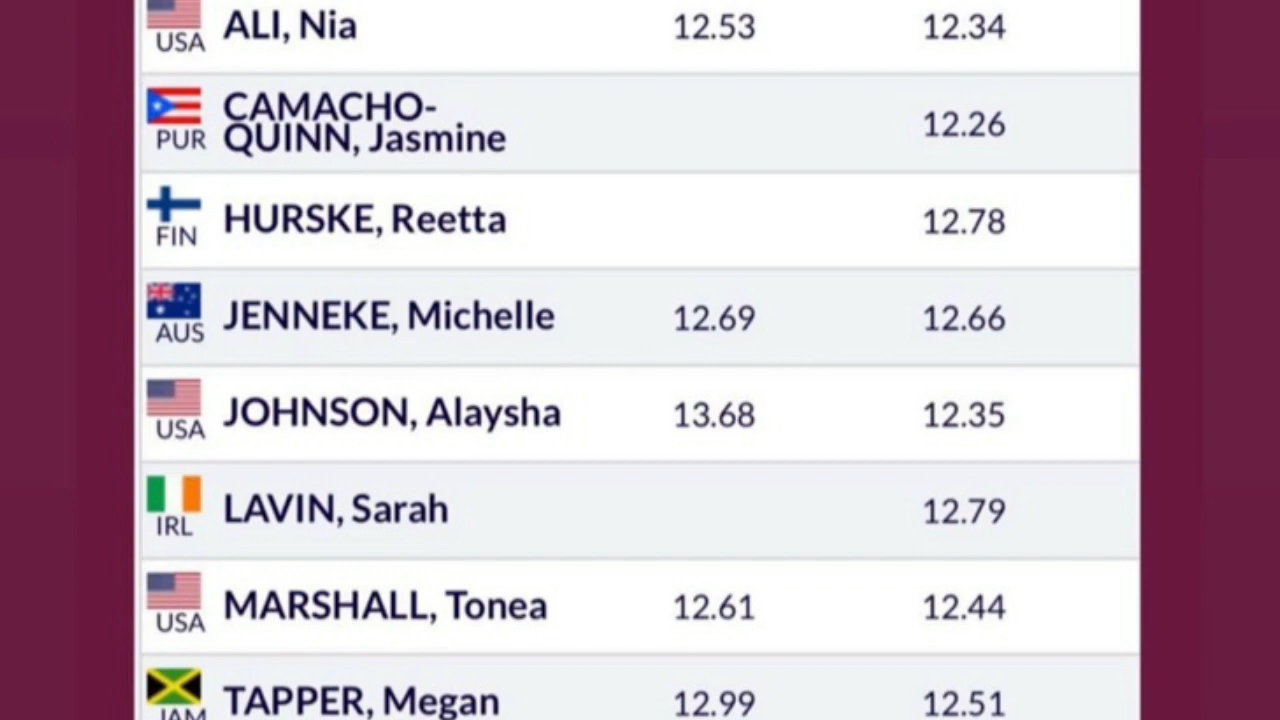 ALI, Nia 12.53 12.34
USA
CAMACHO-
PUR QUINN, Jasmine 12.26
HURSKE, Reetta 12.78
FIN
JENNEKE, Michelle 12.69 12.66
AUS
JOHNSON, Alaysha 13.68 12.35
USA
LAVIN, Sarah 12.79
IRL
MARSHALL, Tonea 12.61 12.44
USA
TAPPER, Megan 12.99 12.51
JAM